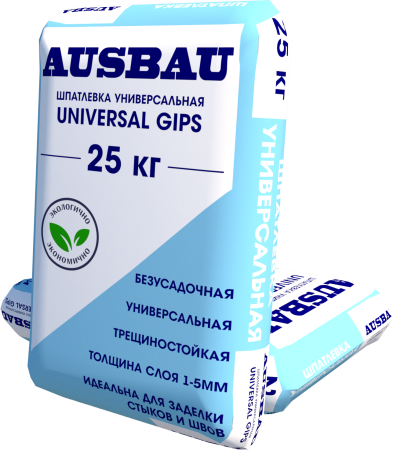 AUSBAU
ШПАТЛЕВКА УНИВЕРСАЛЬНАЯ
UNIVERSAL GIPS
25 кг
ЭКОЛОГИЧНО
ЭКОНОМИЧНО
БЕЗУСАДОЧНАЯ
УНИВЕРСАЛЬНАЯ
ТРЕЩИНОСТОЙКАЯ
ТОЛЩИНА СЛОЯ 1-5ММ
ИДЕАЛЬНА ДЛЯ ЗАДЕЛКИ
СТЫКОВ И ШВОВ
25 кг
УНИВЕРСАЛЬНАЯ
AUSBAU
UNIVERSAL GIPS
AUSBA
ШПАТЛЕВКА